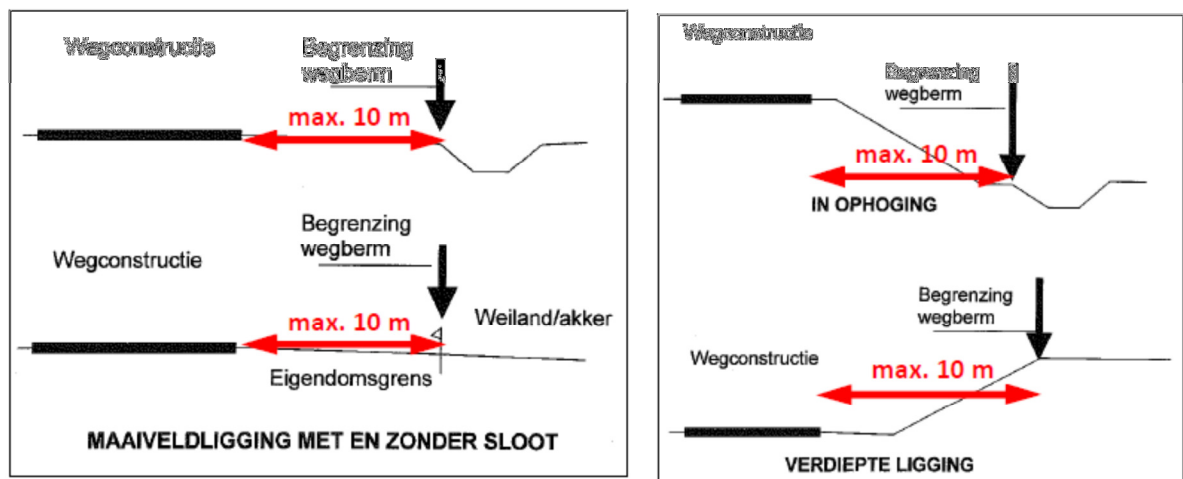 Wegconstructie
Begrenzing
wegberm
max. 10 m
Begrenzing
wegberm
Wegconstructie
max. 10 m
Weiland/akker
Eigendomsgrens
MAAIVELDLIGGING MET EN ZONDER SLOOT
Wegconstructie
Begrenzing
wegberm
max. 10 m
IN OPHOGING
Begrenzing
wegberm
Wegconstructie
max. 10 m
VERDIEPTE LIGGING